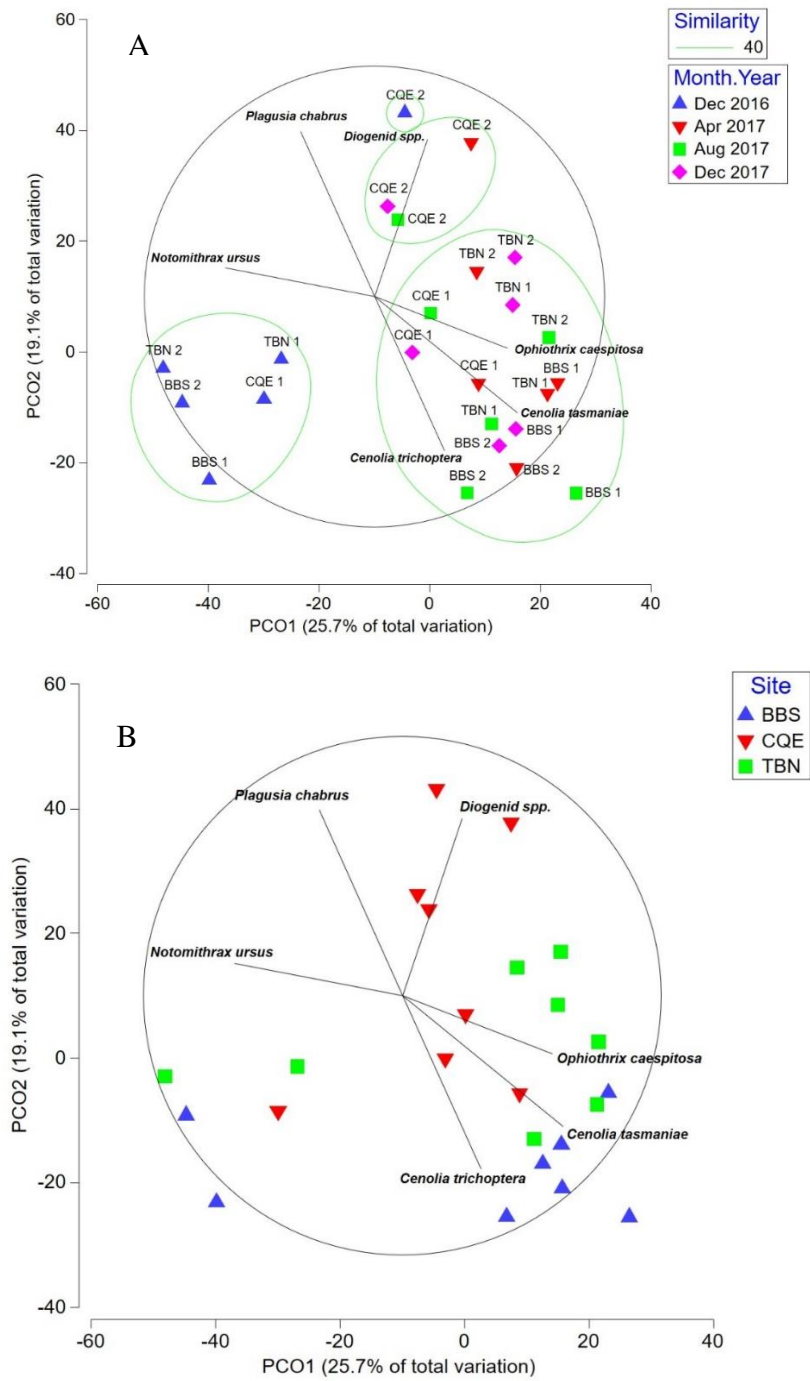 A
Similarity
40
Month.Year
Dec 2016
Apr 2017
Aug 2017
Dec 2017
60
40
20
0
-20
-40
PCO2 (19.1% of total variation)
CQE 2
Plagusia chabrus
Diogenid spp.
CQE 2
CQE 2
CQE 2
Notomithrax ursus
TBN 2
TBN 2
TBN 1
CQE 1
TBN 2
CQE 1
TBN 1
TBN 2
BBS 2
CQE 1
Ophiothrix caespitosa
CQE 1
BBS 1
TBN 1
Cenolia tasmaniae
TBN 1
BBS 1
BBS 2
Cenolia trichoptera
BBS 1
BBS 2
BBS 2
BBS 1
-60
-40
-20
0
20
40
PCO1 (25.7% of total variation)
B
Site
BBS
CQE
TBN
60
40
20
0
-20
-40
PCO2 (19.1% of total variation)
Plagusia chabrus
Diogenid spp.
Notomithrax ursus
Ophiothrix caespitosa
Cenolia tasmaniae
Cenolia trichoptera
-60
-40
-20
0
20
40
PCO1 (25.7% of total variation)